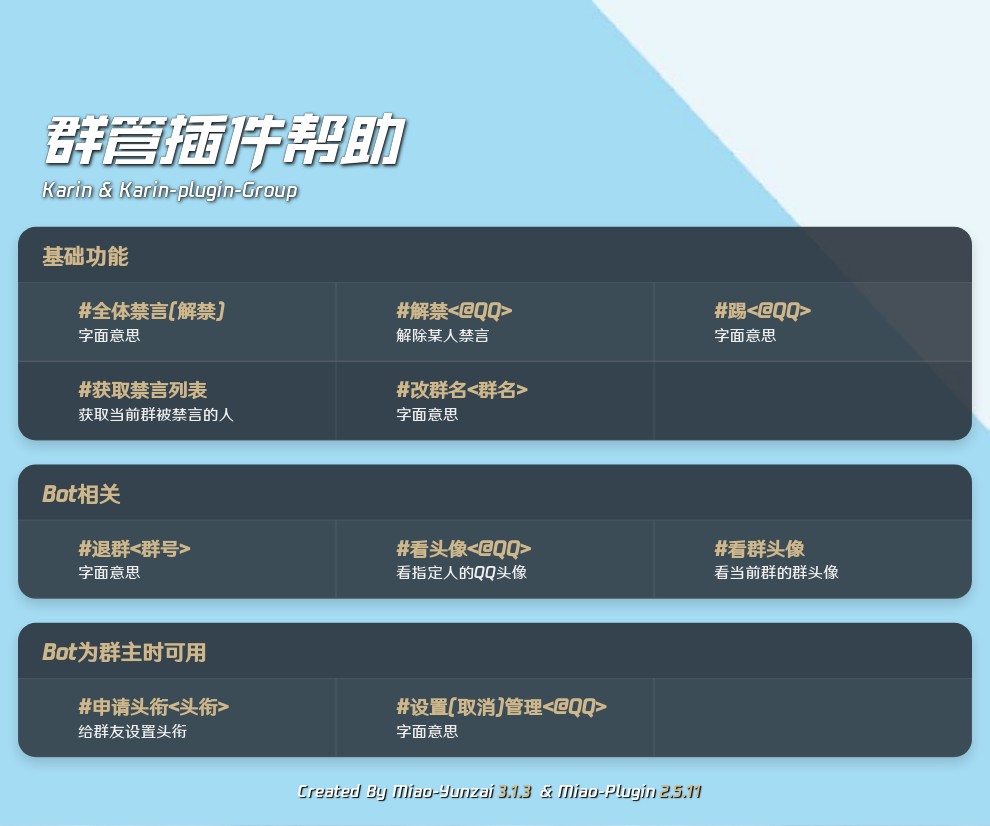 群管插件帮助
Karin & Karin-plugin-Group
基础功能
#全体禁言[解禁]
字面意思
#解禁<@QQ>
解除某人禁言
#踢<@QQ>
字面意思
#获取禁言列表
获取当前群被禁言的人
#改群名<群名>
字面意思
Bot相关
#退群<群号>
字面意思
#看头像<@QQ>
看指定人的QQ头像
#看群头像
看当前群的群头像
Bot为群主时可用
#申请头衔<头衔>
给群友设置头衔
#设置[取消]管理<@QQ>
字面意思
Created By Miao-Yunzai 3.1.3 & Miao-Plugin 2.5.11